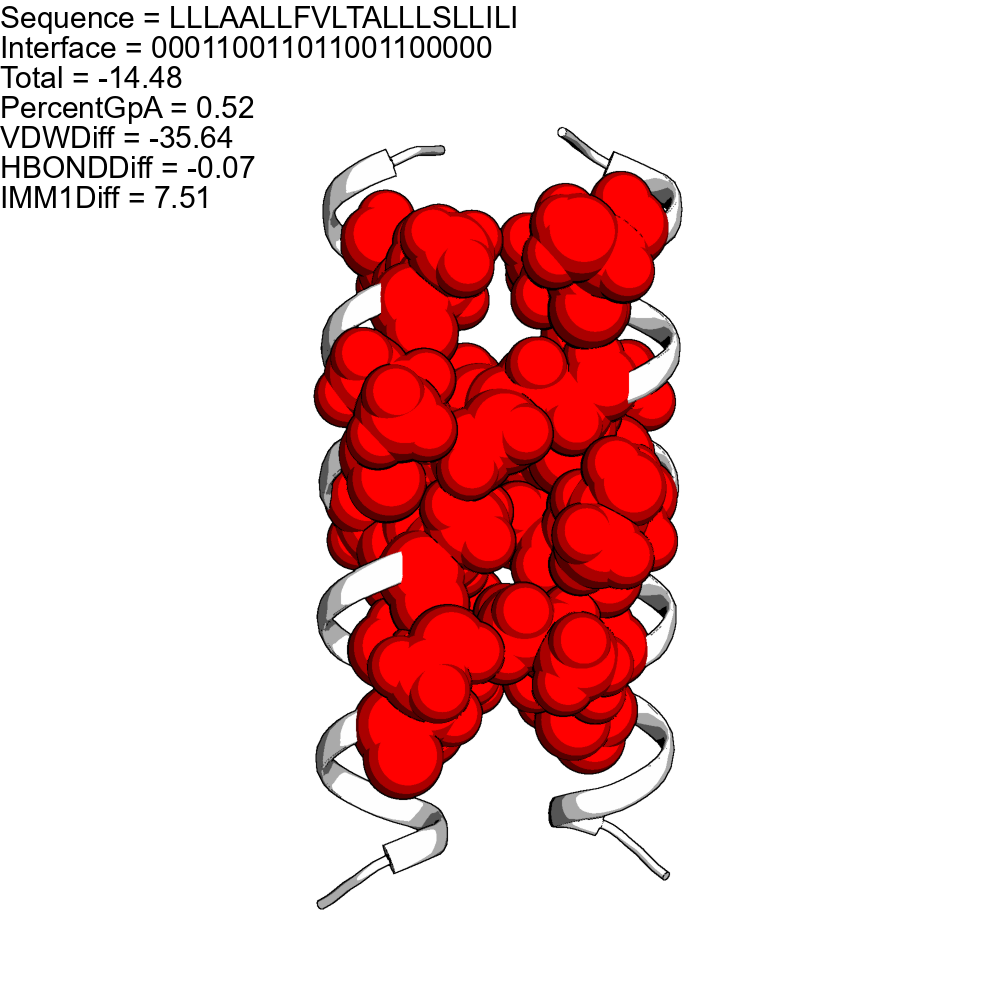 Sequence = LLLAALLFVLTALLLSLLILI
Interface = 000110011011001100000
Total = -14.48
PercentGpA = 0.52
VDWDiff = -35.64
HBONDDiff = -0.07
IMM1Diff = 7.51